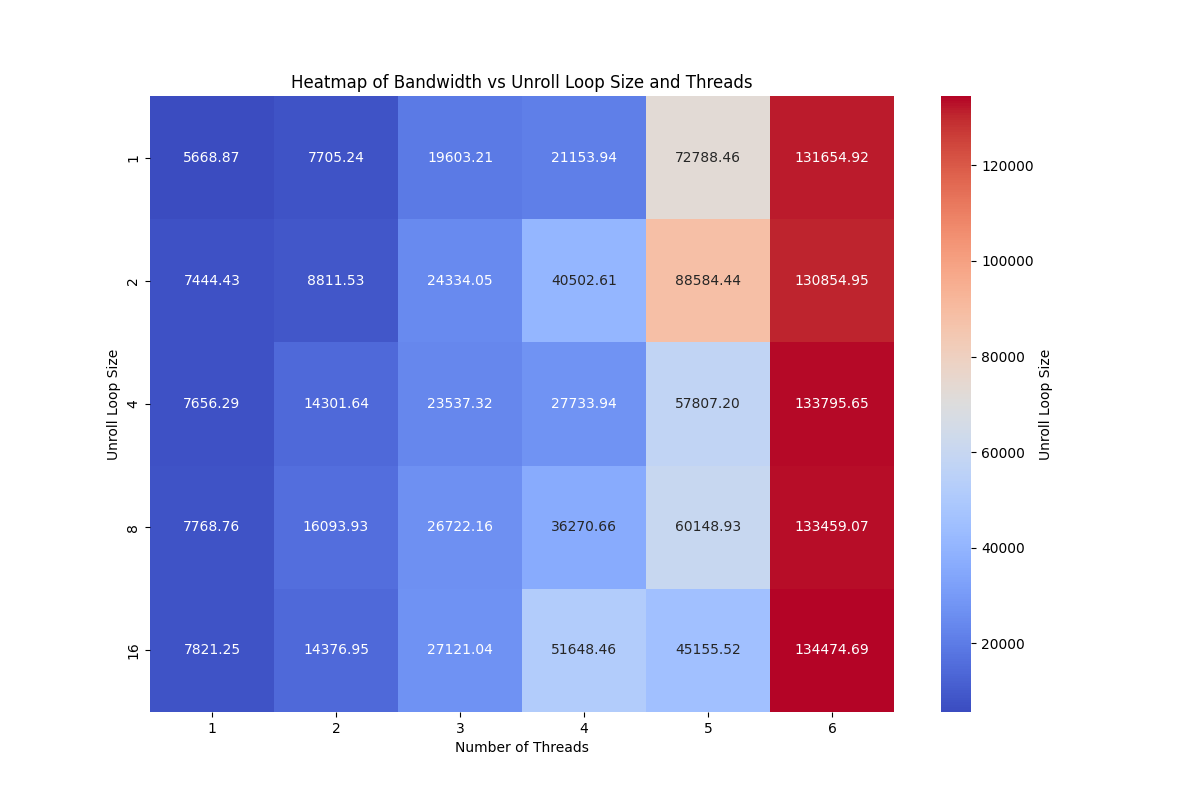 Heatmap of Bandwidth vs Unroll Loop Size and Threads
1 5668.87 7705.24 19603.21 21153.94 72788.46 131654.92
2 7444.43 8811.53 24334.05 40502.61 88584.44 130854.95
4 7656.29 14301.64 23537.32 27733.94 57807.20 133795.65
8 7768.76 16093.93 26722.16 36270.66 60148.93 133459.07
16 7821.25 14376.95 27121.04 51648.46 45155.52 134474.69
1 2 3 4 5 6
Number of Threads
Unroll Loop Size
120000
100000
80000
60000
40000
20000
Unroll Loop Size